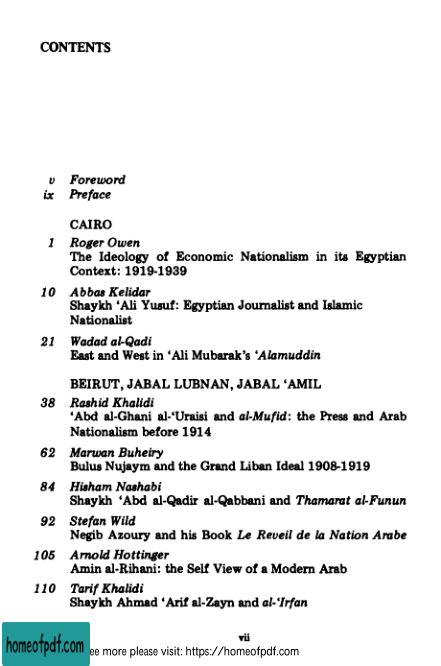 CONTENTS
v Foreword
ix Preface
CAIRO
1 Roger Owen
The Ideology of Economic Nationalism in its Egyptian
Context: 1919-1939
10 Abbas Kelidar
Shaykh ‘Ali Yusuf: Egyptian Journalist and Islamic
Nationalist
21 Wadad al-Qadi
East and West in ‘Ali Mubarak’s ‘Alamuddin
BEIRUT, JABAL LUBNAN, JABAL ‘AMIL
38 Rashid Khalidi
‘Abd al-Ghani al-‘Uraisi and al-Mufid: the Press and Arab
Nationalism before 1914
62 Marwan Buheiry
Bulus Nujaym and the Grand Liban Ideal 1908-1919
84 Hisham Nashabi
Shaykh ‘Abd al-Qadir al-Qabbani and Thamarat al-Funun
92 Stefan Wild
Negib Azoury and his Book Le Reveil de la Nation Arabe
105 Arnold Hottinger
Amin al-Rihani: the Self View of a Modern Arab
110 Tarif Khalidi
Shaykh Ahmad ‘Arif al-Zayn and al-‘Irfan
vii
homeofpdf.com
ee more please visit: https://homeofpdf.com